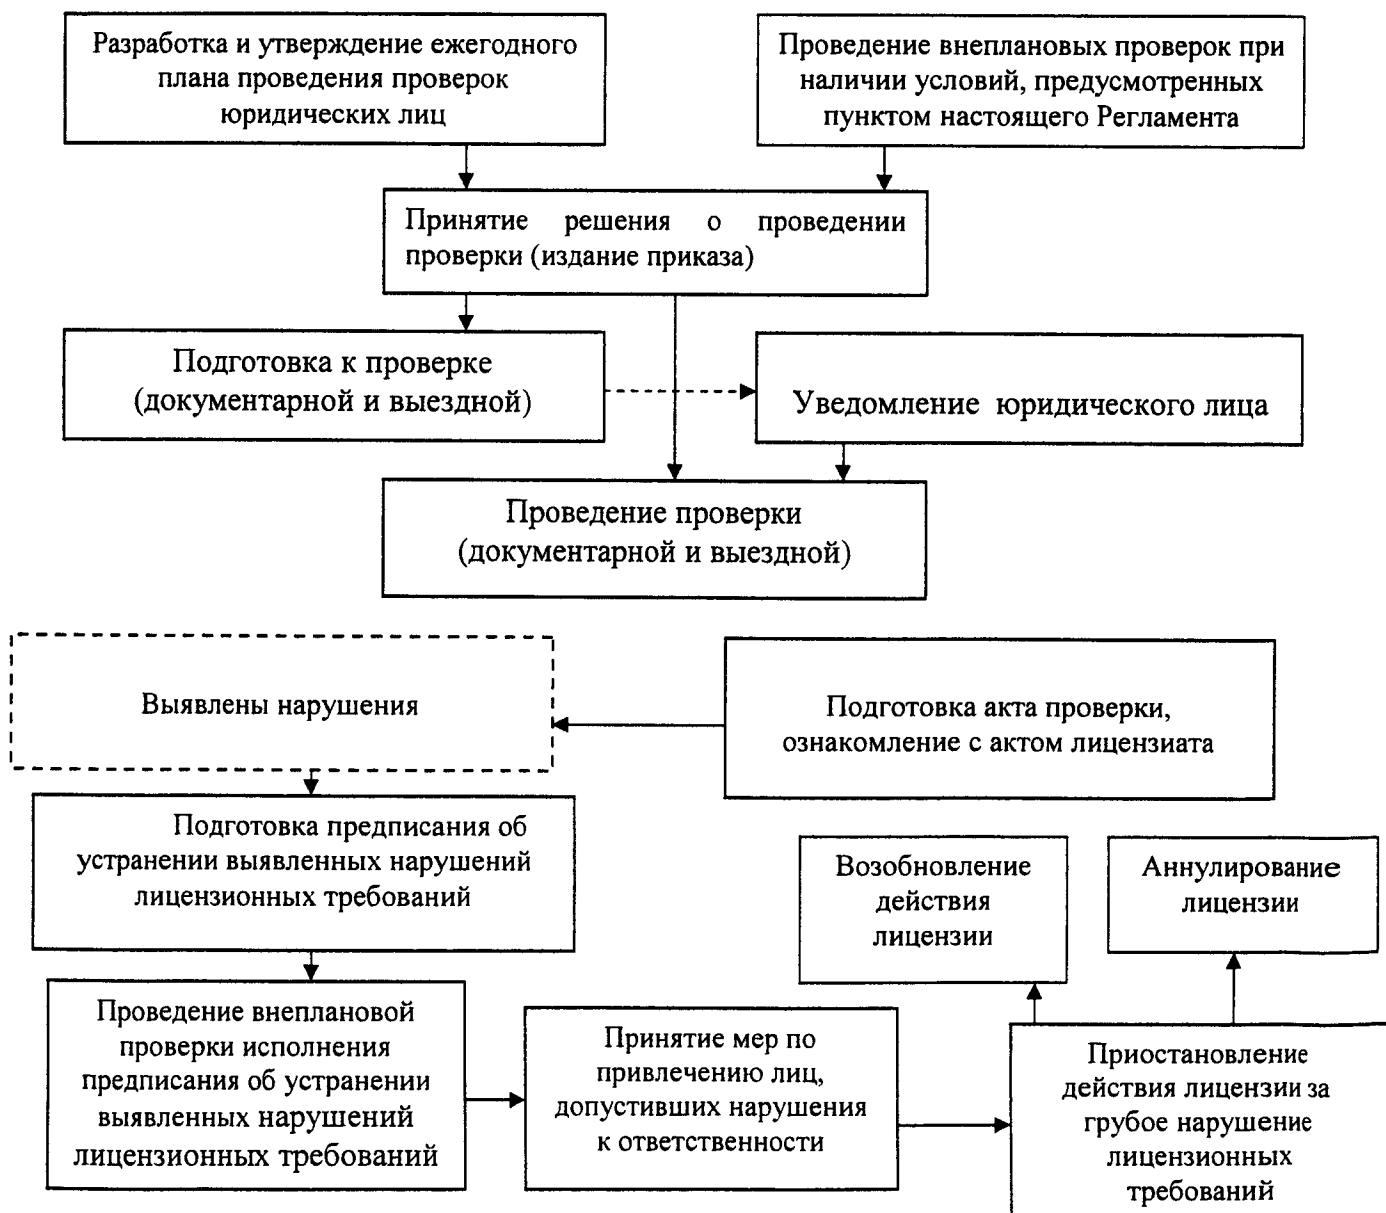 Разработка и утверждение ежегодного
плана проведения проверок
юридических лиц
Проведение внеплановых проверок при
наличии условий, предусмотренных
пунктом настоящего Регламента
Принятие решения о проведении
проверки (издание приказа)
Подготовка к проверке
(документарной и выездной)
Уведомление юридического лица
Проведение проверки
(документарной и выездной)
Выявлены нарушения
Подготовка акта проверки,
ознакомление с актом лицензиата
Подготовка предписания об
устранении выявленных нарушений
лицензионных требований
Возобновление
действия
лицензии
Аннулирование
лицензии
Проведение внеплановой
проверки исполнения
предписания об устранении
выявленных нарушений
лицензионных требований
Принятие мер по
привлечению лиц,
допустивших нарушения
к ответственности
Приостановление
действия лицензии за
грубое нарушение
лицензионных
требований